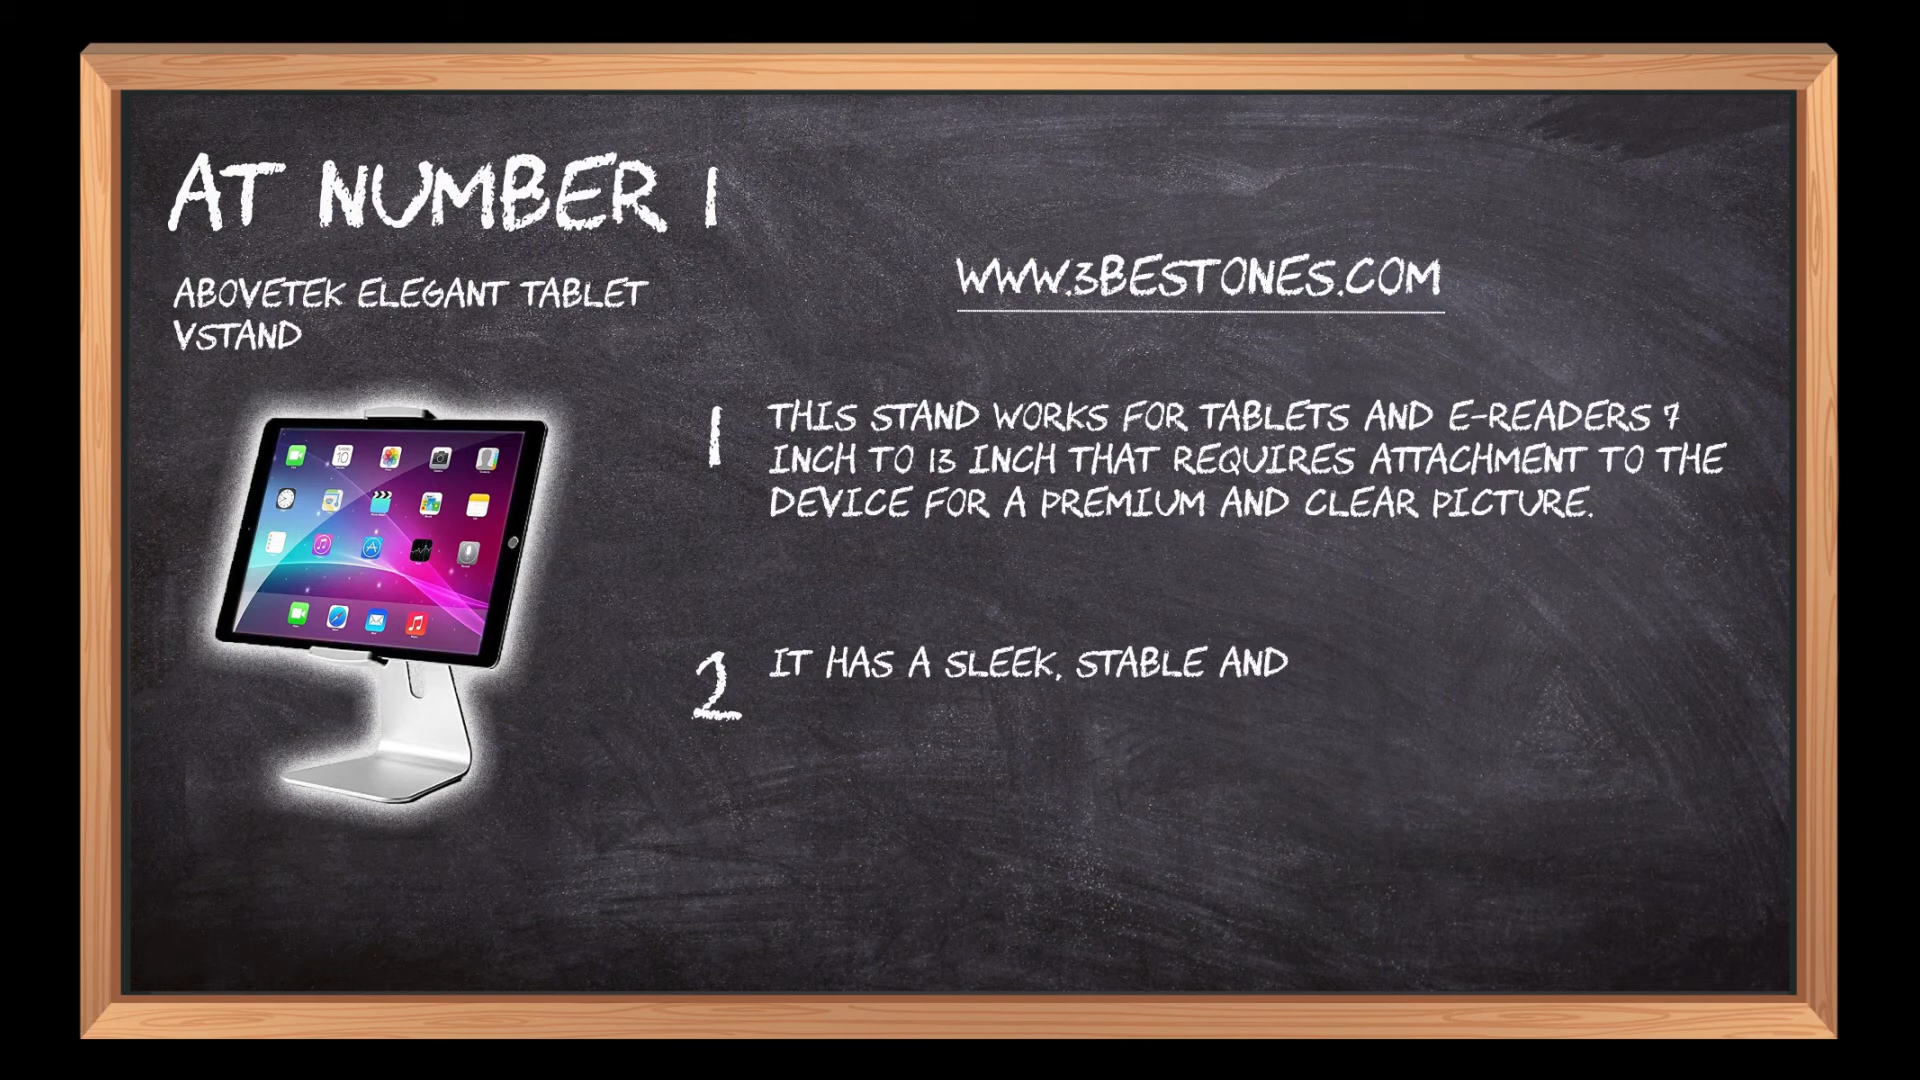 AT NUMBER 1
ABOVETEK ELEGANT TABLET
VSTAND
WWW.3BESTONES.COM
1
THIS STAND WORKS FOR TABLETS AND E-READERS 7
INCH TO 13 INCH THAT REQUIRES ATTACHMENT TO THE
DEVICE FOR A PREMIUM AND CLEAR PICTURE.
2
IT HAS A SLEEK, STABLE AND